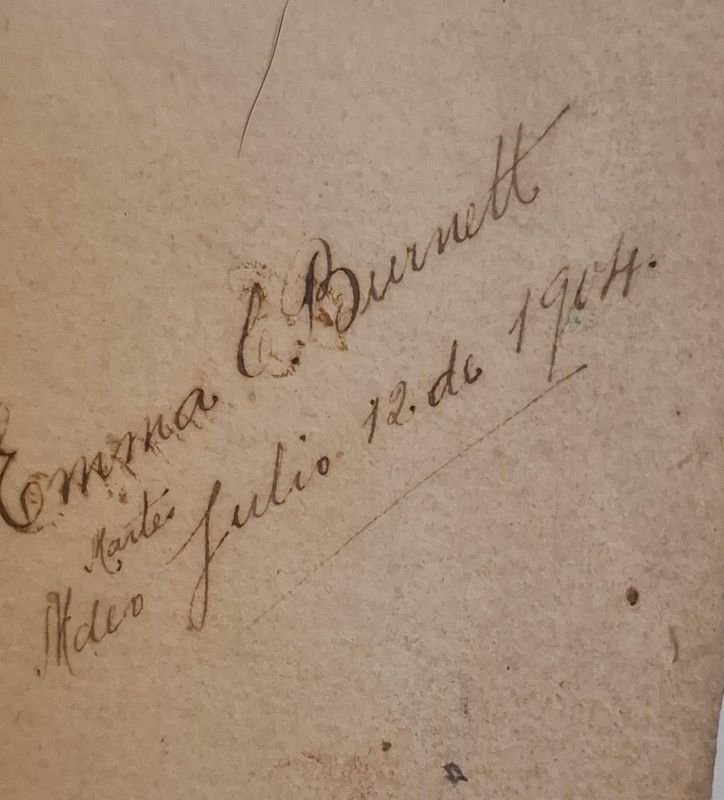 Emma C. Burnett
Martes
Mdeo Julio 12. de 1904.